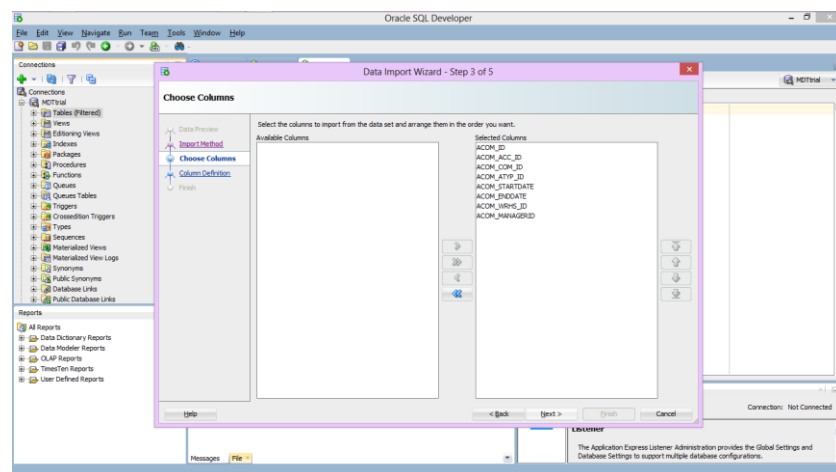 Oracle SQL Developer
File Edit View Navigate Run Team Tools Window Help
Connections
Connections
MDTtrial
Tables (Filtered)
Views
Editioning Views
Indexes
Packages
Procedures
Functions
Queues
Queues Tables
Triggers
Crossedition Triggers
Types
Sequences
Materialized Views
Materialized View Logs
Synonyms
Public Synonyms
Database Links
Public Database Links
Reports
All Reports
Data Dictionary Reports
Data Modeler Reports
OLAP Reports
TimesTen Reports
User Defined Reports
MDTtrial
Data Import Wizard - Step 3 of 5
Choose Columns
Data Preview
Import Method
Choose Columns
Column Definition
Finish
Select the columns to import from the data set and arrange them in the order you want.
Available Columns
Selected Columns
ACOM_ID
ACOM_ACC_ID
ACOM_COM_ID
ACOM_ATYP_ID
ACOM_STARTDATE
ACOM_ENDDATE
ACOM_WRHS_ID
ACOM_MANAGERID
Help
< Back
Next >
Finish
Cancel
Connection: Not Connected
Listener
The Application Express Listener Administration provides the Global Settings and
Database Settings to support multiple database configurations.
Messages File